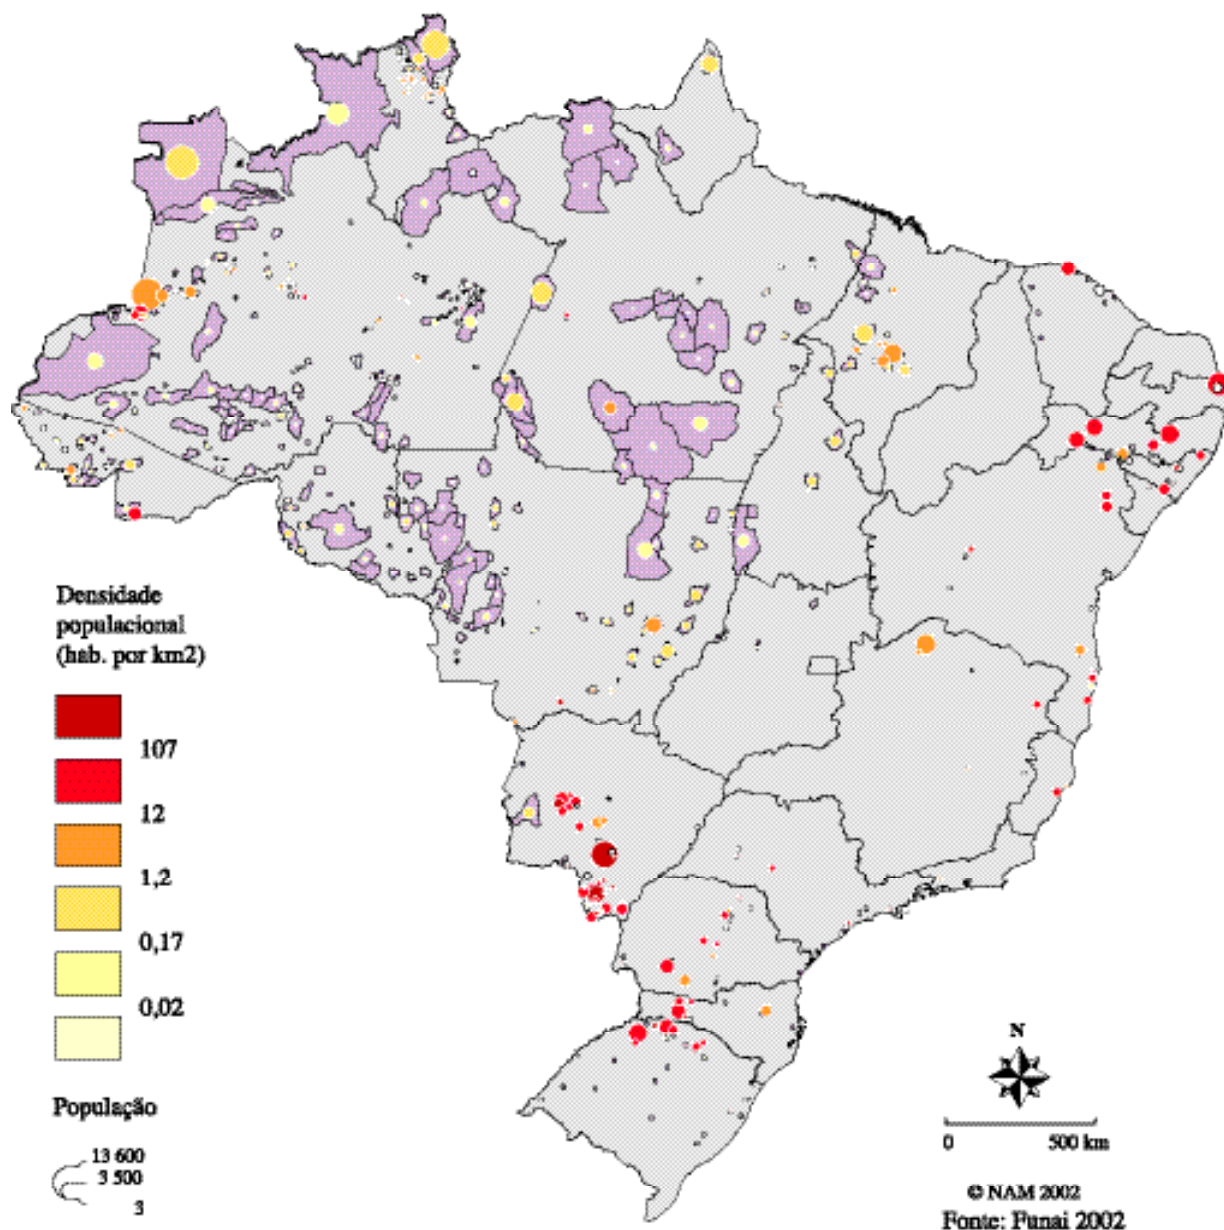 Densidade
populacional
(hab. por km2)
107
12
1,2
0,17
0,02
População
13 600
3 500
3
N
0 500 km
© NAM 2002
Fonte: Funai 2002